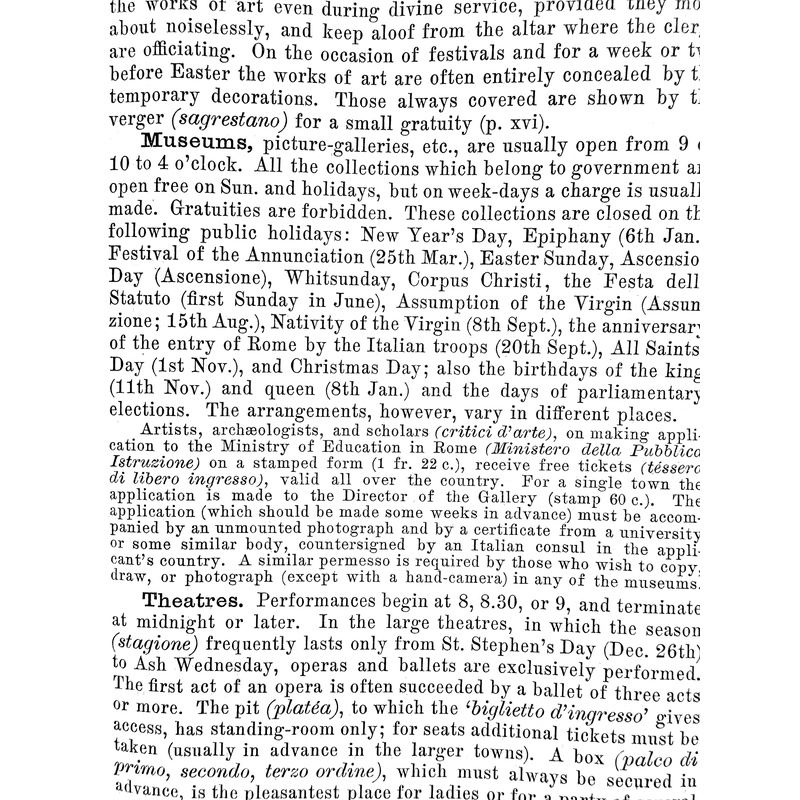 the works of art even during divine service, provided they mo
about noiselessly, and keep aloof from the altar where the cler
are officiating. On the occasion of festivals and for a week or tw
before Easter the works of art are often entirely concealed by t
temporary decorations. Those always covered are shown by t
verger (sagrestano) for a small gratuity (p. xvi).
Museums, picture-galleries, etc., are usually open from 9
10 to 4 o'clock. All the collections which belong to government a
open free on Sun. and holidays, but on week-days a charge is usuall
made. Gratuities are forbidden. These collections are closed on th
following public holidays: New Year's Day, Epiphany (6th Jan.
Festival of the Annunciation (25th Mar.), Easter Sunday, Ascensio
Day (Ascensione), Whitsunday, Corpus Christi, the Festa dell
Statuto (first Sunday in June), Assumption of the Virgin (Assun
zione; 15th Aug.), Nativity of the Virgin (8th Sept.), the anniversary
of the entry of Rome by the Italian troops (20th Sept.), All Saints
Day (1st Nov.), and Christmas Day; also the birthdays of the king
(11th Nov.) and queen (8th Jan.) and the days of parliamentary
elections. The arrangements, however, vary in different places.
Artists, archæologists, and scholars (critici d'arte), on making appli-
cation to the Ministry of Education in Rome (Ministero della Pubblica
Istruzione) on a stamped form (1 fr. 22 c.), receive free tickets (téssera
di libero ingresso), valid all over the country. For a single town the
application is made to the Director of the Gallery (stamp 60 c.). The
application (which should be made some weeks in advance) must be accom-
panied by an unmounted photograph and by a certificate from a university
or some similar body, countersigned by an Italian consul in the appli-
cant's country. A similar permesso is required by those who wish to copy,
draw, or photograph (except with a hand-camera) in any of the museums.
Theatres. Performances begin at 8, 8.30, or 9, and terminate
at midnight or later. In the large theatres, in which the season
(stagione) frequently lasts only from St. Stephen's Day (Dec. 26th)
to Ash Wednesday, operas and ballets are exclusively performed.
The first act of an opera is often succeeded by a ballet of three acts
or more. The pit (platéa), to which the 'biglietto d'ingresso' gives
access, has standing-room only; for seats additional tickets must be
taken (usually in advance in the larger towns). A box (palco di
primo, secondo, terzo ordine), which must always be secured in
advance, is the pleasantest place for ladies or for a party of several